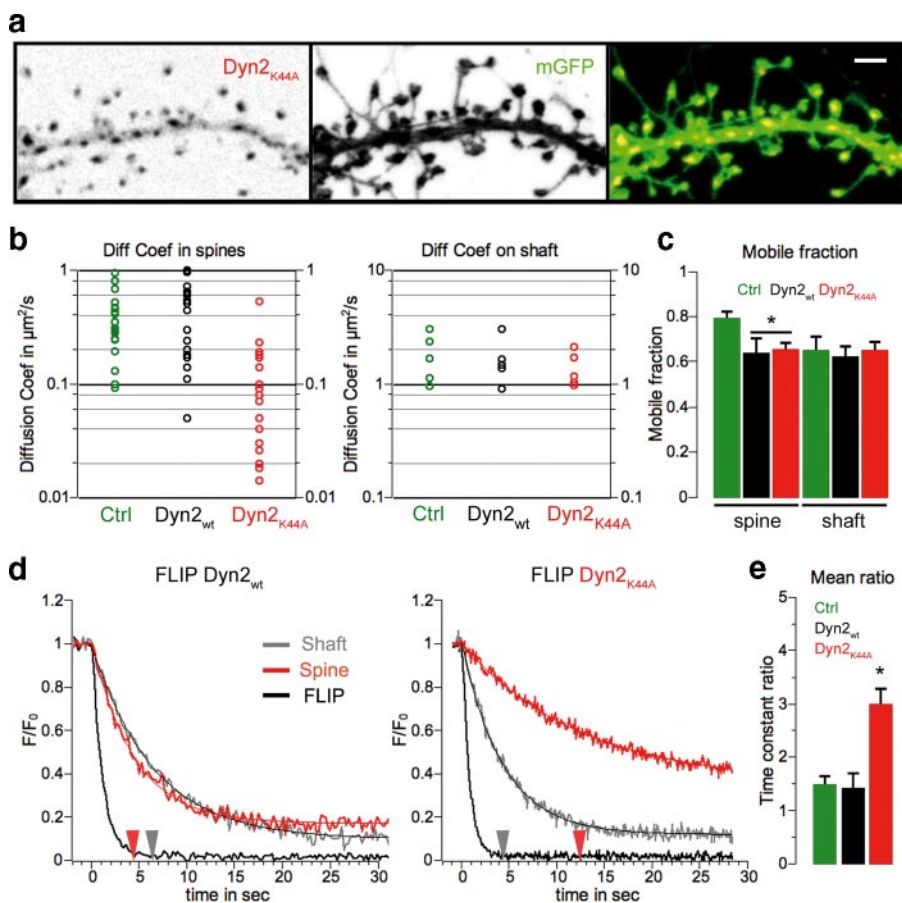 a
Dyn2K44A
mGFP
b
Diff Coef in spines
Diff Coef on shaft
Diffusion Coef in µm²/s
1
0.1
0.01
1
0.1
0.01
Ctrl
Dyn2wt
Dyn2K44A
Diffusion Coef in µm²/s
10
1
0.1
10
1
0.1
Ctrl
Dyn2wt
Dyn2K44A
c
Mobile fraction
Ctrl Dyn2wt Dyn2K44A
*
Mobile fraction
1
0.8
0.6
0.4
0.2
0
spine
shaft
d
FLIP Dyn2wt
F/F0
1.2
1
0.8
0.6
0.4
0.2
0
Shaft
Spine
FLIP
0 5 10 15 20 25 30
time in sec
FLIP Dyn2K44A
F/F0
1.2
1
0.8
0.6
0.4
0.2
0
0 5 10 15 20 25 30
time in sec
e
Mean ratio
Ctrl
Dyn2wt
Dyn2K44A
*
Time constant ratio
5
4
3
2
1
0